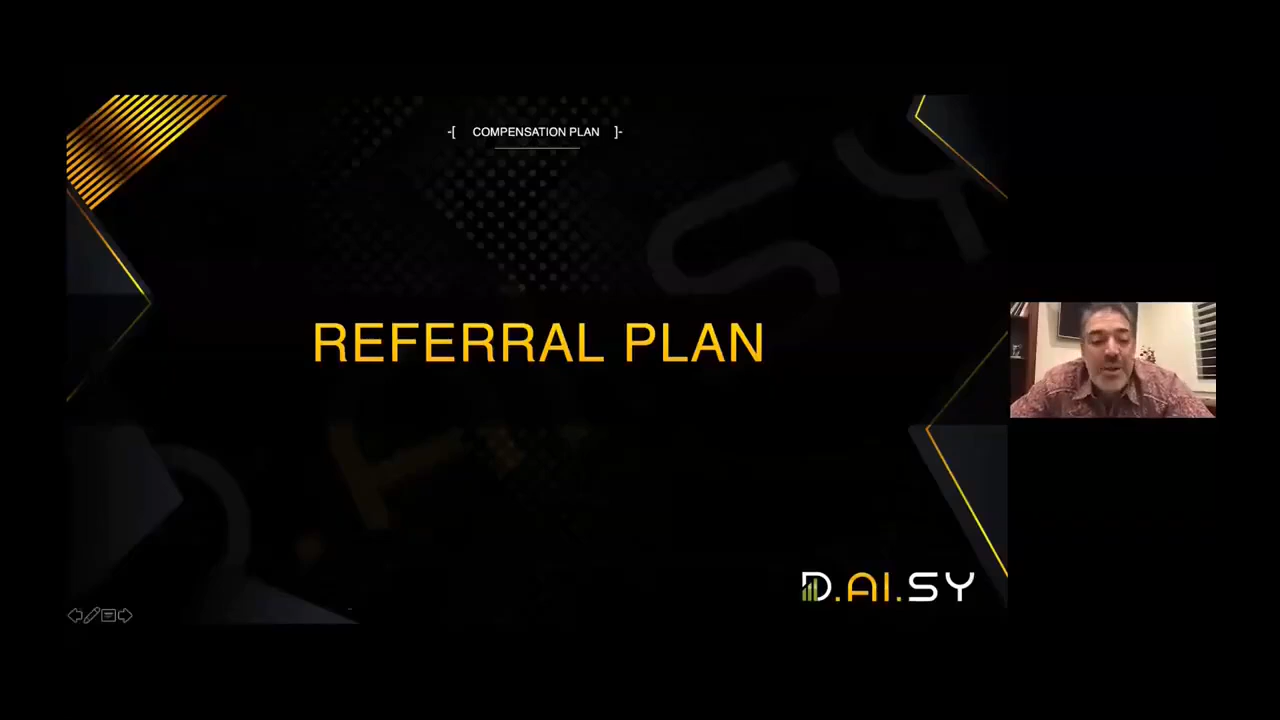 -[ COMPENSATION PLAN ]-
REFERRAL PLAN
D.AI.SY